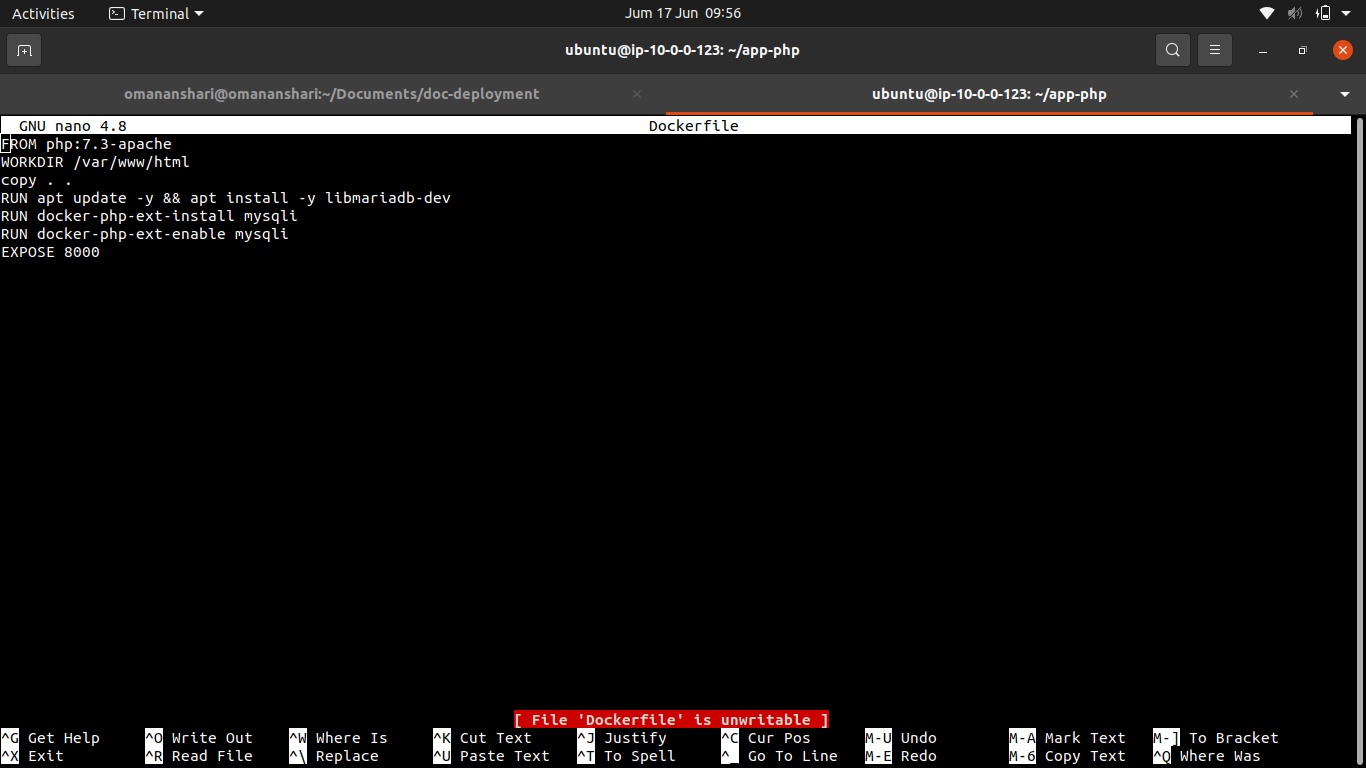 Activities Terminal Jum 17 Jun 09:56
ubuntu@ip-10-0-0-123: ~/app-php
omananshari@omananshari:~/Documents/doc-deployment ubuntu@ip-10-0-0-123: ~/app-php
GNU nano 4.8 Dockerfile
FROM php:7.3-apache
WORKDIR /var/www/html
copy . .
RUN apt update -y && apt install -y libmariadb-dev
RUN docker-php-ext-install mysqli
RUN docker-php-ext-enable mysqli
EXPOSE 8000
[ File 'Dockerfile' is unwritable ]
^G Get Help ^O Write Out ^W Where Is ^K Cut Text ^J Justify ^C Cur Pos M-U Undo M-A Mark Text M-] To Bracket
^X Exit ^R Read File ^\ Replace ^U Paste Text ^T To Spell ^_ Go To Line M-E Redo M-6 Copy Text ^Q Where Was